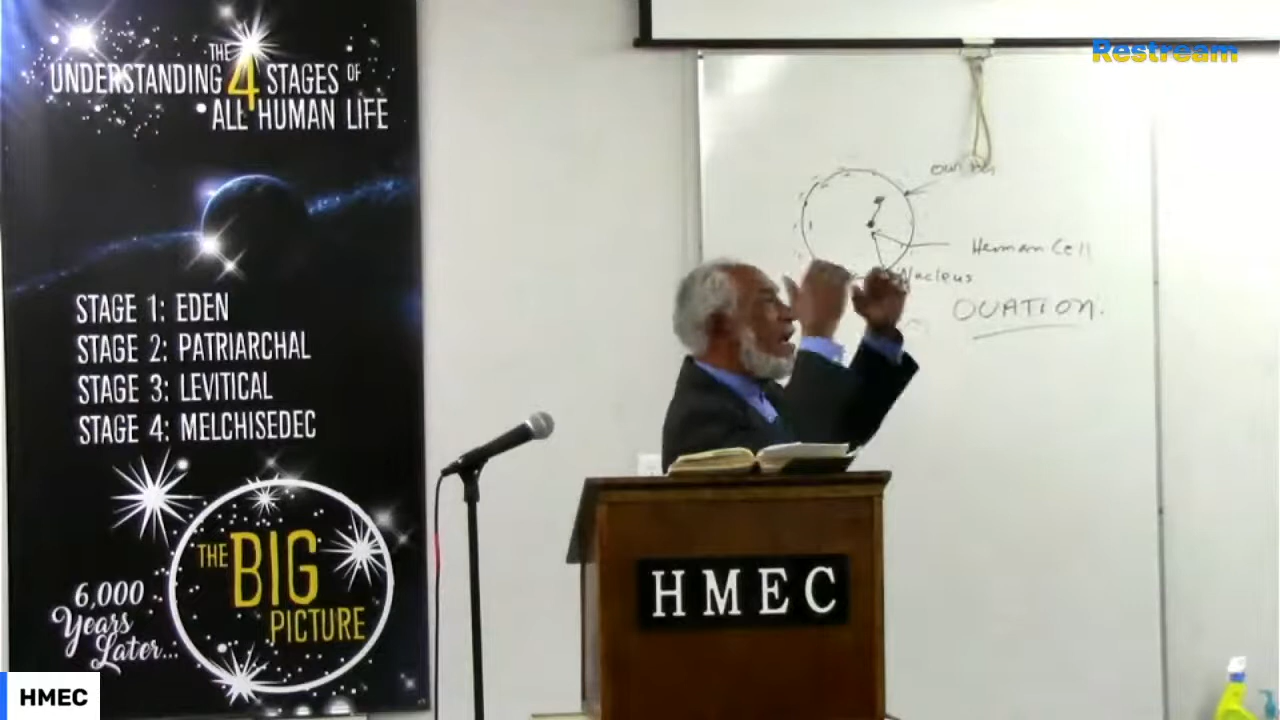 THE
UNDERSTANDING 4 STAGES OF
ALL HUMAN LIFE
STAGE 1: EDEN
STAGE 2: PATRIARCHAL
STAGE 3: LEVITICAL
STAGE 4: MELCHISEDEC
THE BIG
PICTURE
6,000
Years
Later...
HMEC
Restream
Human Cell
Nucleus
OVATION.
HMEC